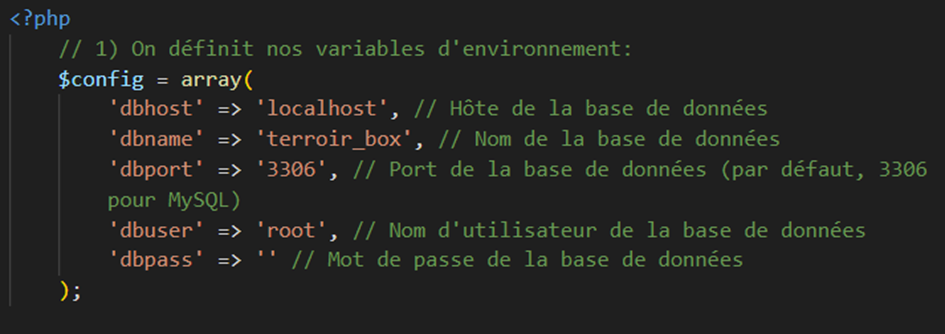 <?php
// 1) On définit nos variables d'environnement:
$config = array(
'dbhost' => 'localhost', // Hôte de la base de données
'dbname' => 'terroir_box', // Nom de la base de données
'dbport' => '3306', // Port de la base de données (par défaut, 3306
pour MySQL)
'dbuser' => 'root', // Nom d'utilisateur de la base de données
'dbpass' => '' // Mot de passe de la base de données
);